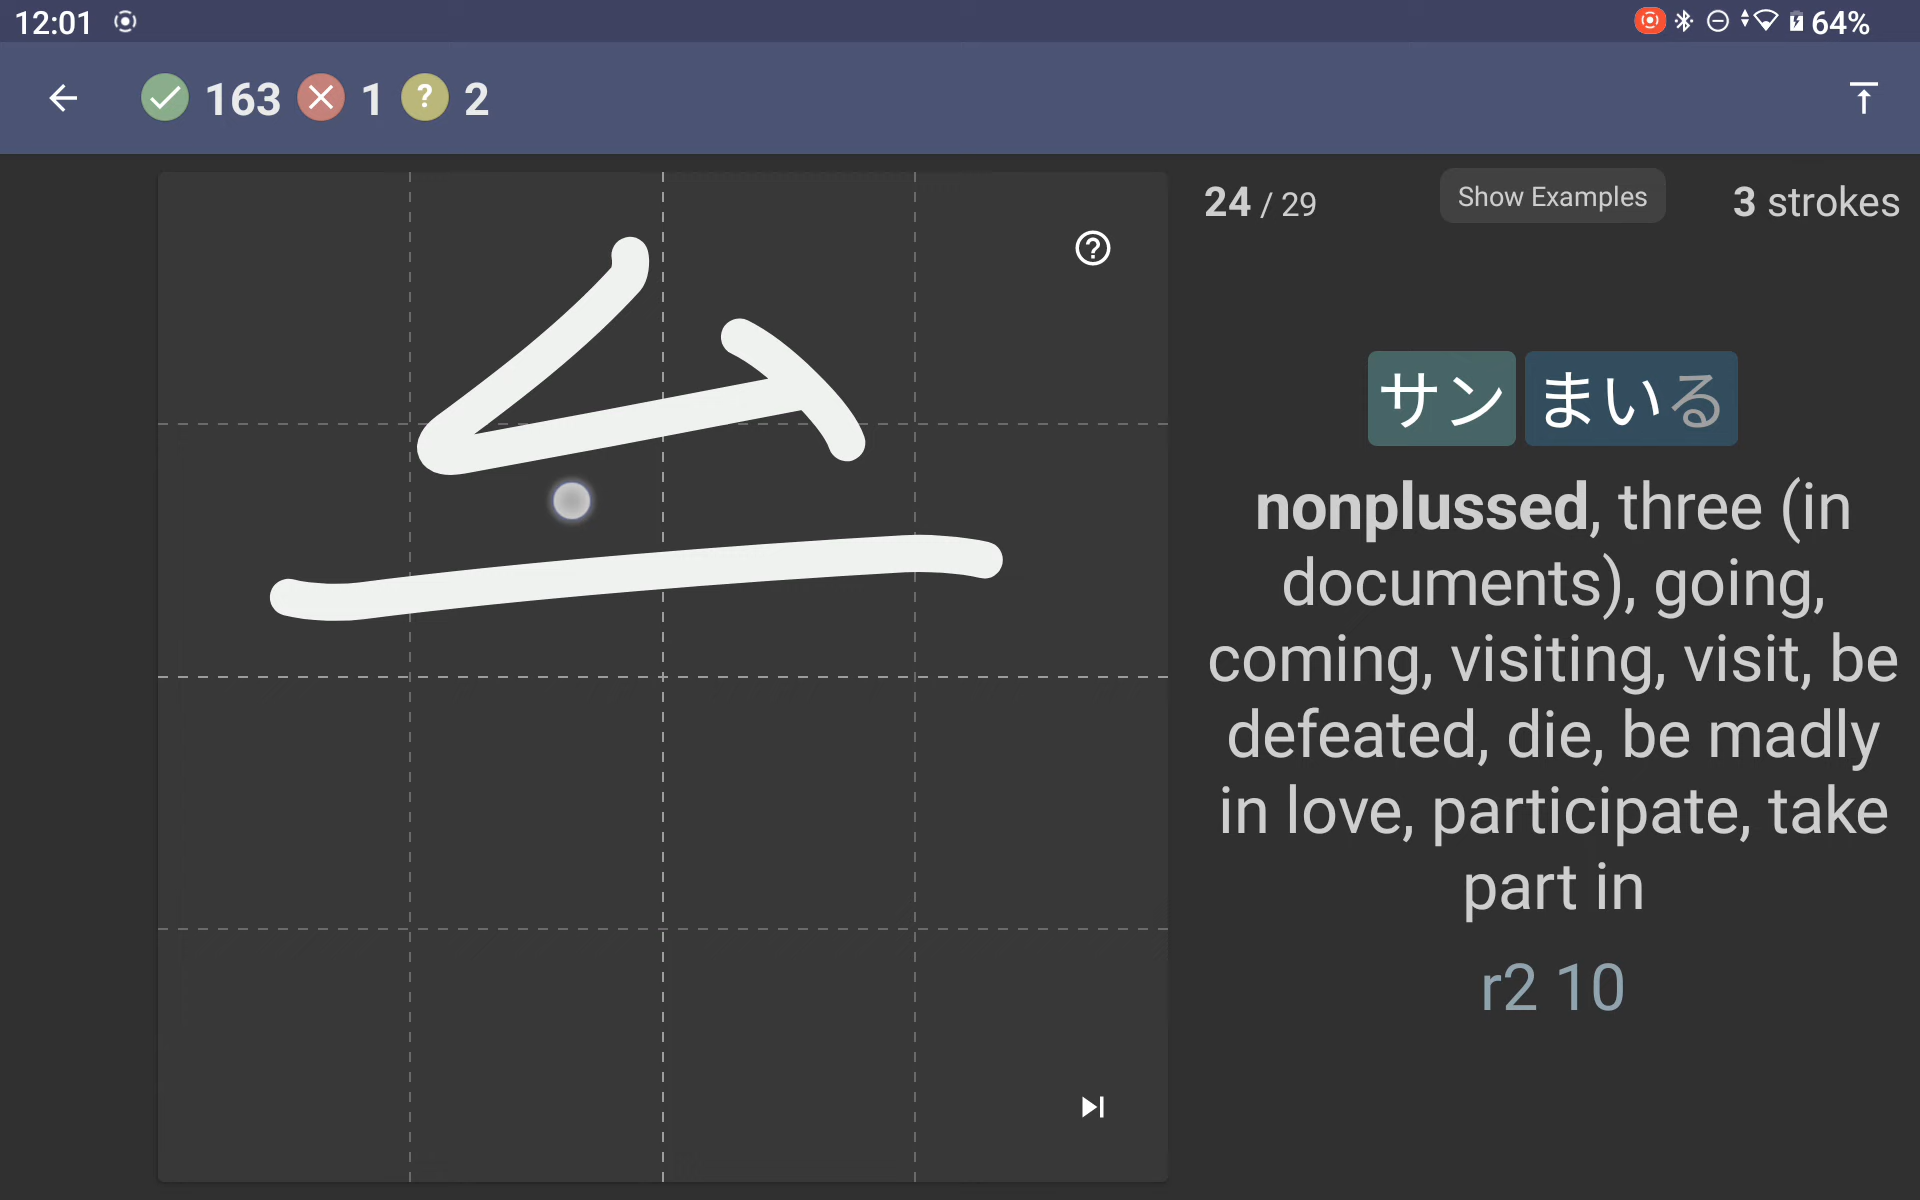 12:01 64%
163 1 ? 2
24 / 29 Show Examples 3 strokes
サン まいる
nonplussed, three (in
documents), going,
coming, visiting, visit, be
defeated, die, be madly
in love, participate, take
part in
r2 10